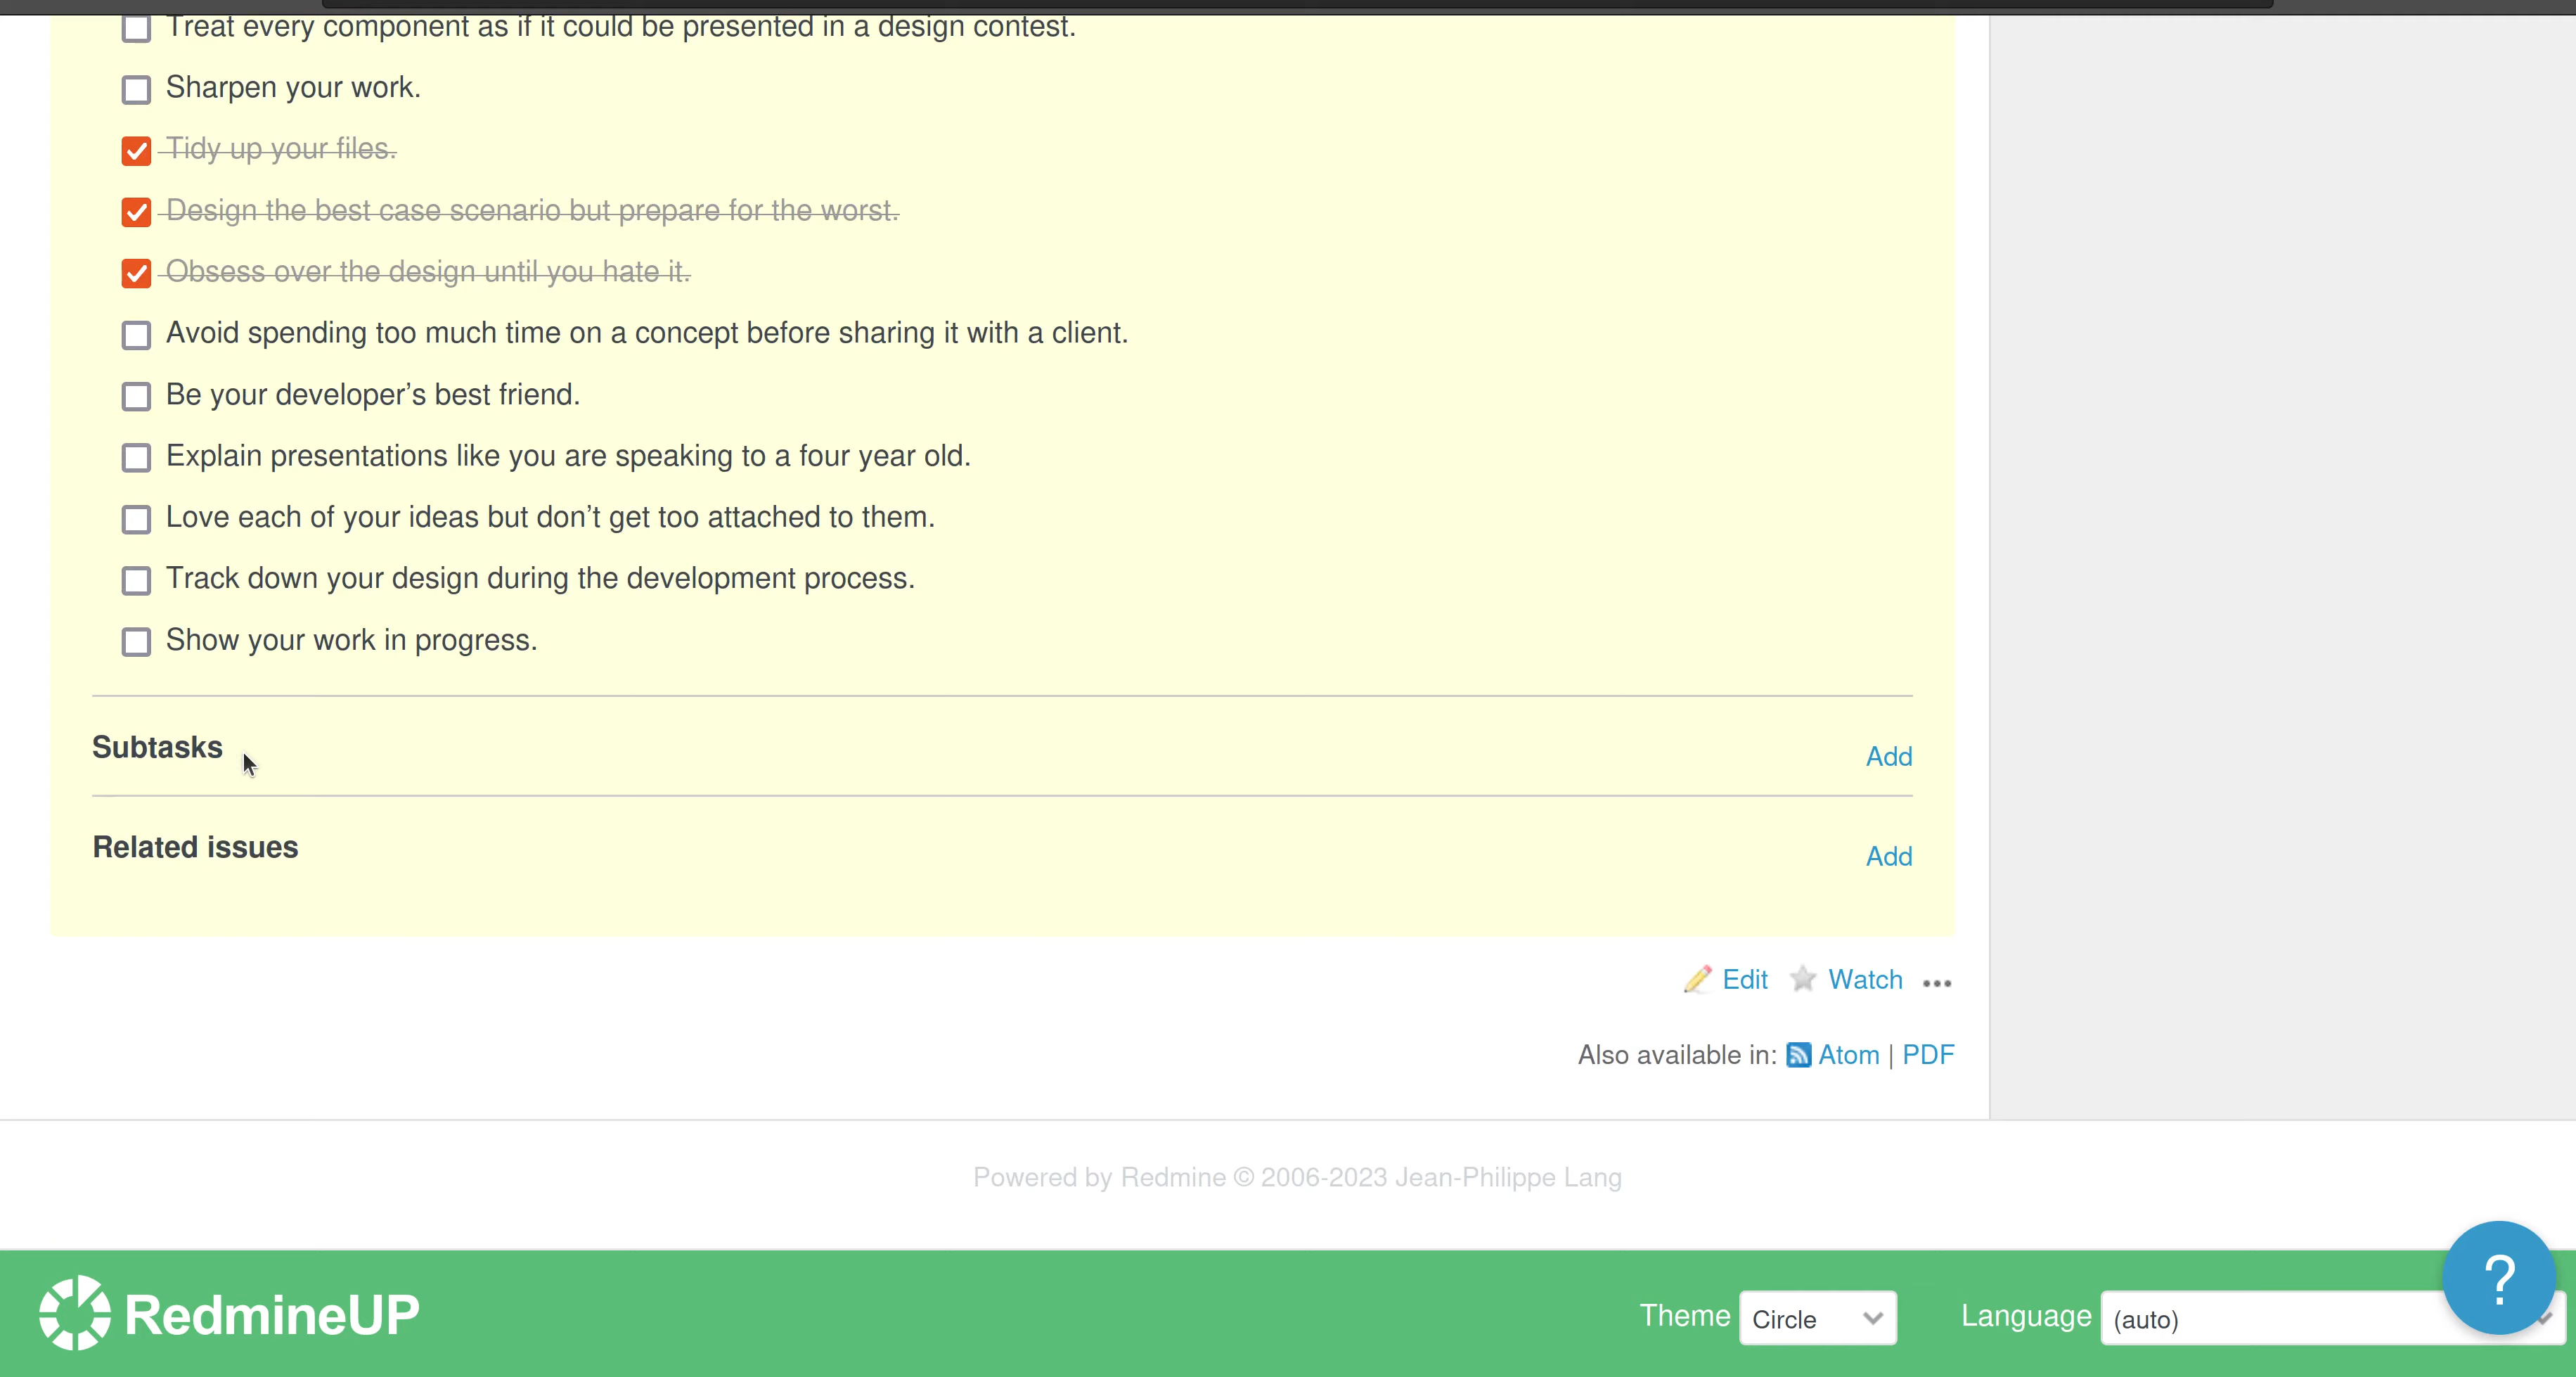 Treat every component as if it could be presented in a design contest.
Sharpen your work.
Tidy up your files.
Design the best case scenario but prepare for the worst.
Obsess over the design until you hate it.
Avoid spending too much time on a concept before sharing it with a client.
Be your developer’s best friend.
Explain presentations like you are speaking to a four year old.
Love each of your ideas but don’t get too attached to them.
Track down your design during the development process.
Show your work in progress.
Subtasks
Add
Related issues
Add
Edit Watch •••
Also available in: Atom | PDF
Powered by Redmine © 2006-2023 Jean-Philippe Lang
RedmineUP Theme Circle Language (auto) ?